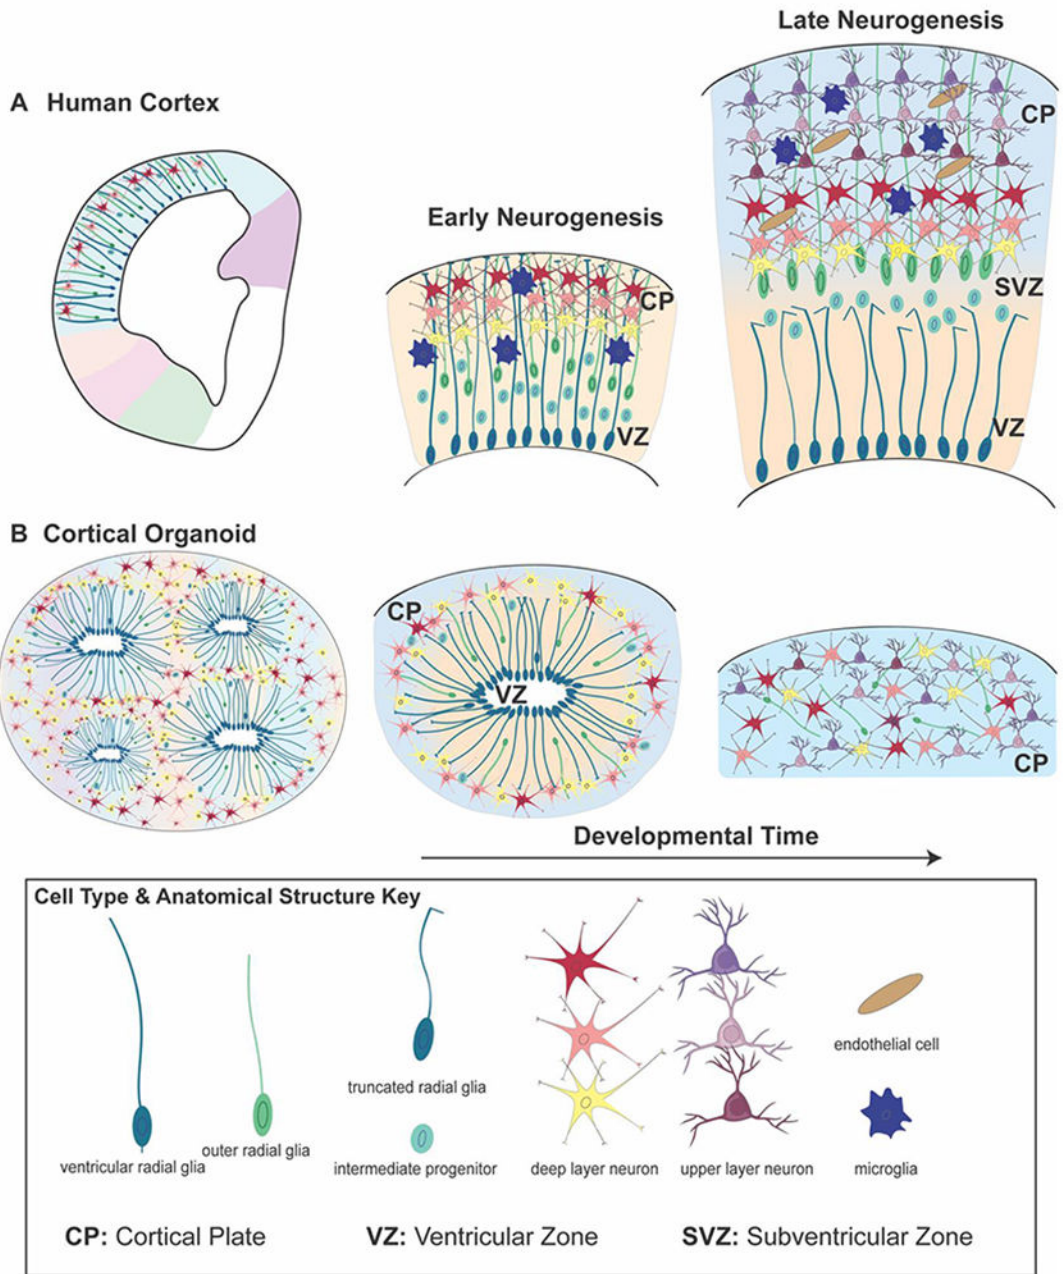 Late Neurogenesis
A Human Cortex
CP
Early Neurogenesis
CP
SVZ
VZ
VZ
B Cortical Organoid
CP
VZ
CP
Developmental Time
Cell Type & Anatomical Structure Key
endothelial cell
truncated radial glia
ventricular radial glia
outer radial glia
intermediate progenitor
deep layer neuron
upper layer neuron
microglia
CP: Cortical Plate
VZ: Ventricular Zone
SVZ: Subventricular Zone